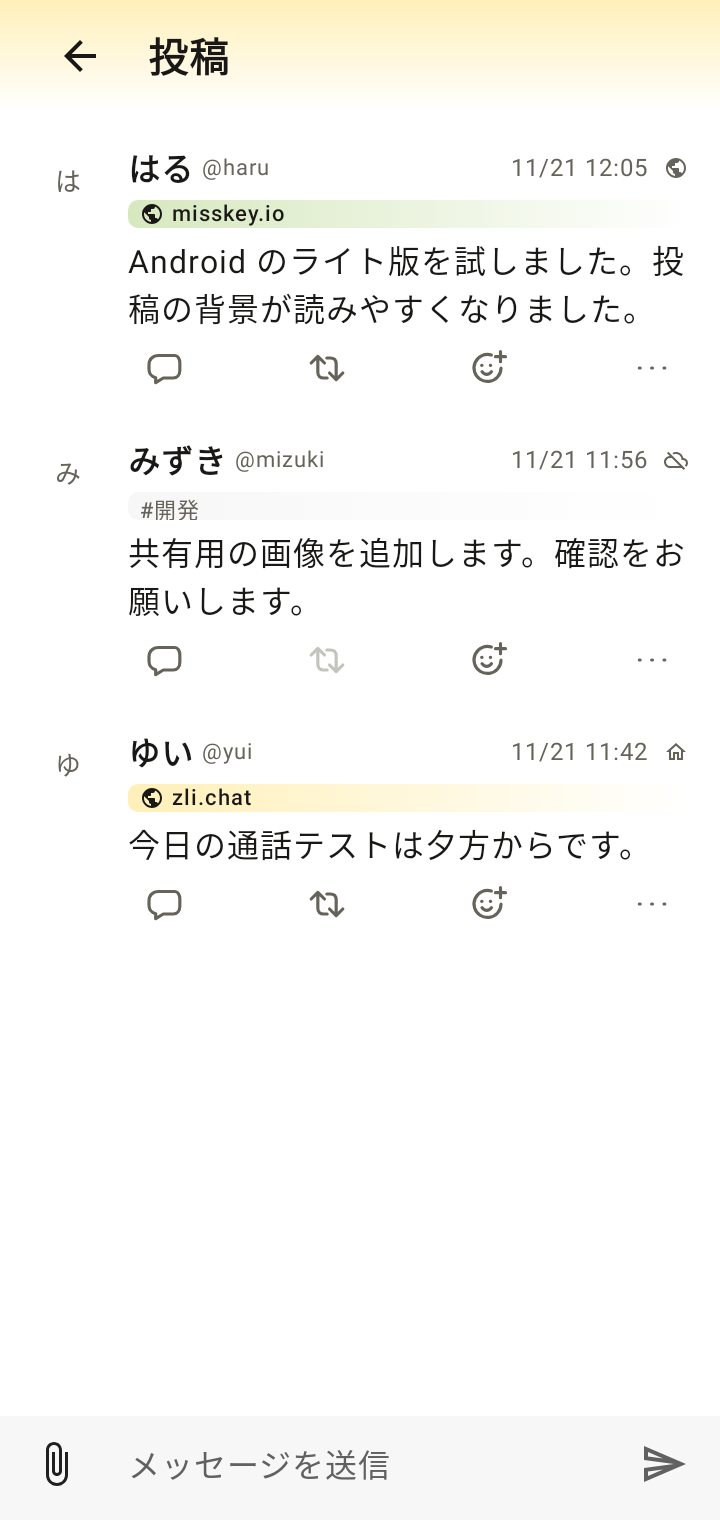 投稿
は
はる @haru 11/21 12:05
misskey.io
Android のライト版を試しました。投
稿の背景が読みやすくなりました。
み
みずき @mizuki 11/21 11:56
#開発
共有用の画像を追加します。確認をお
願いします。
ゆ
ゆい @yui 11/21 11:42
zli.chat
今日の通話テストは夕方からです。
メッセージを送信